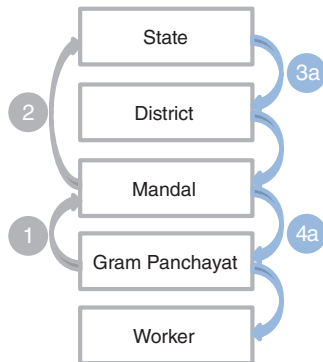 State
3a
District
2
Mandal
1
4a
Gram Panchayat
Worker